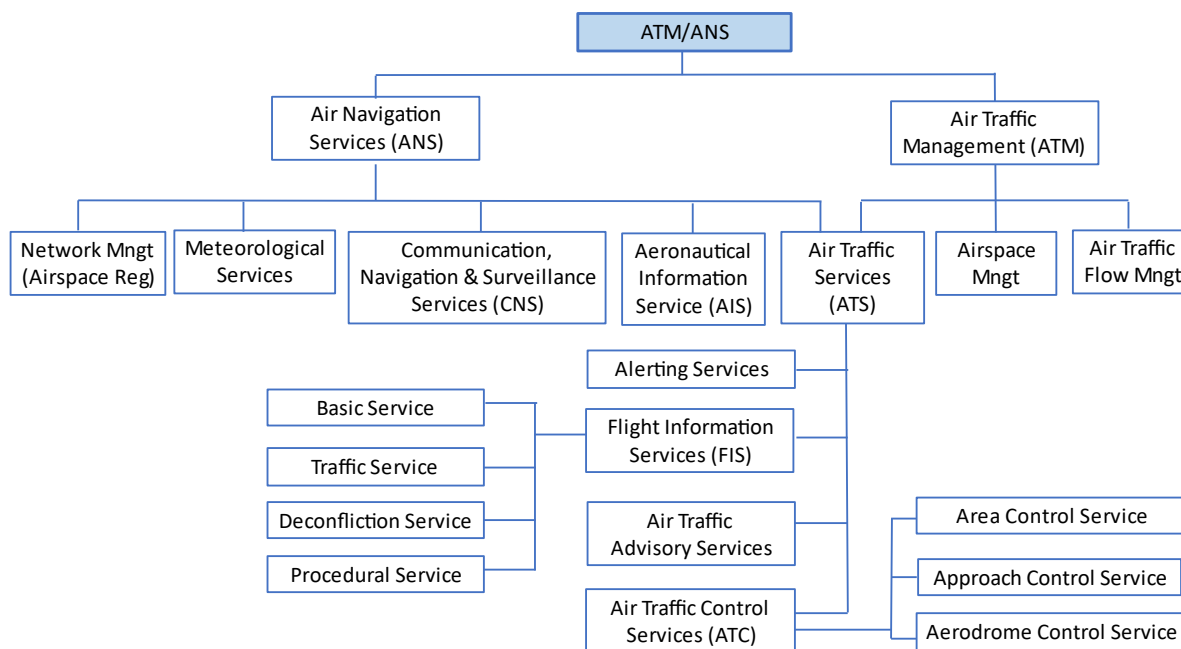 ATM/ANS
Air Navigation
Services (ANS)
Air Traffic
Management (ATM)
Network Mngt
(Airspace Reg)
Meteorological
Services
Communication,
Navigation & Surveillance
Services (CNS)
Aeronautical
Information
Service (AIS)
Air Traffic
Services
(ATS)
Airspace
Mngt
Air Traffic
Flow Mngt
Alerting Services
Basic Service
Flight Information
Services (FIS)
Traffic Service
Deconfliction Service
Procedural Service
Air Traffic
Advisory Services
Air Traffic Control
Services (ATC)
Area Control Service
Approach Control Service
Aerodrome Control Service